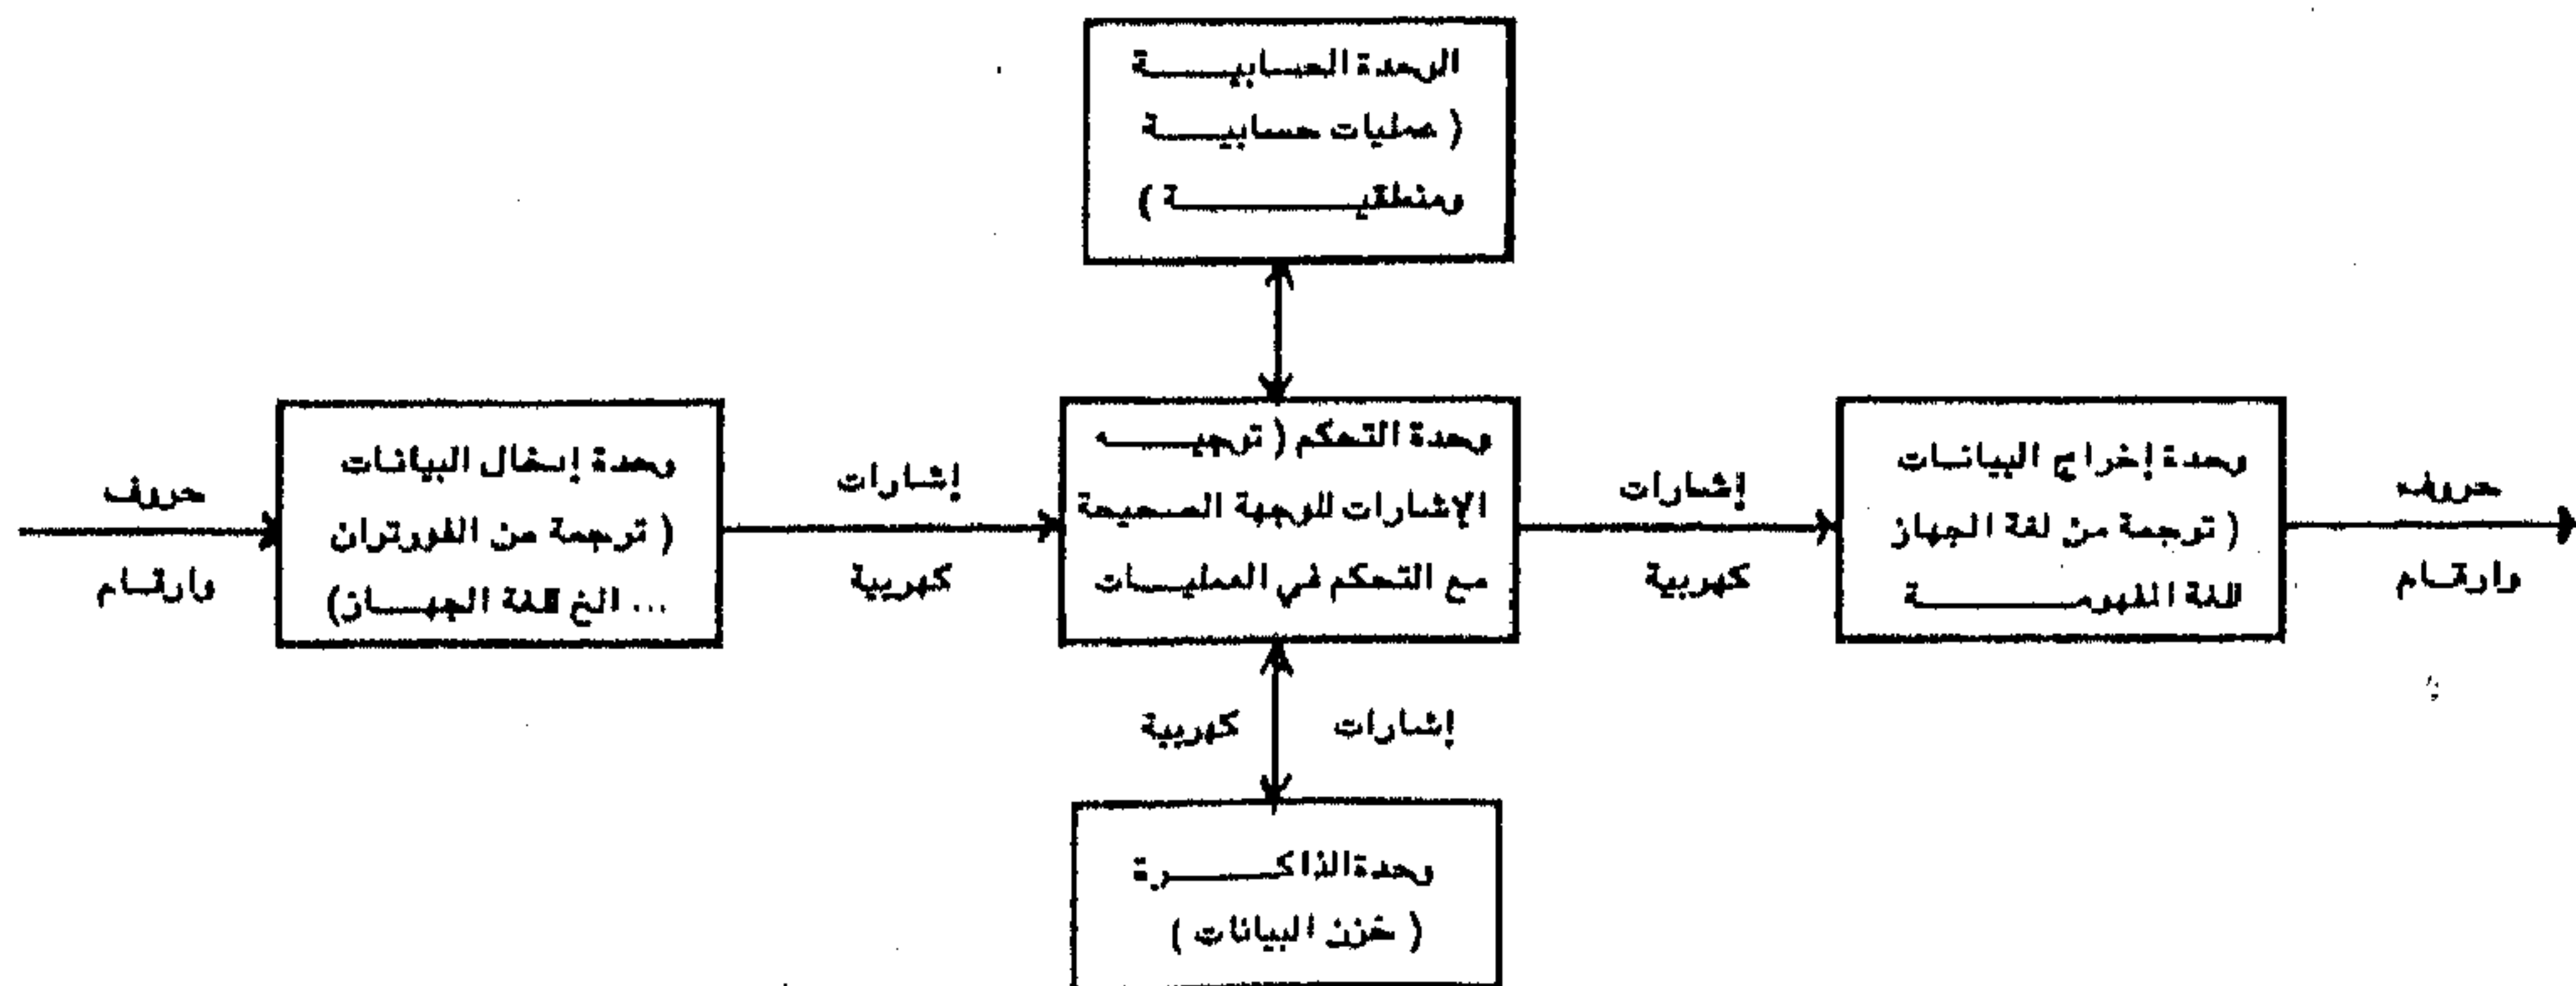 الوحدة الحسابية
( عمليات حسابية
ومنطقية )
حروف
وأرقام
وحدة إدخال البيانات
( ترجمة من الفورتران
... الخ للغة الجهاز)
إشارات
كهربية
وحدة التحكم ( توجيه
الإشارات للوجهة الصحيحة
مع التحكم في العمليات
إشارات
كهربية
وحدة إخراج البيانات
( ترجمة من لغة الجهاز
للغة المفهومة
حروف
وارقام
إشارات كهربية
وحدة الذاكرة
( خزن البيانات )